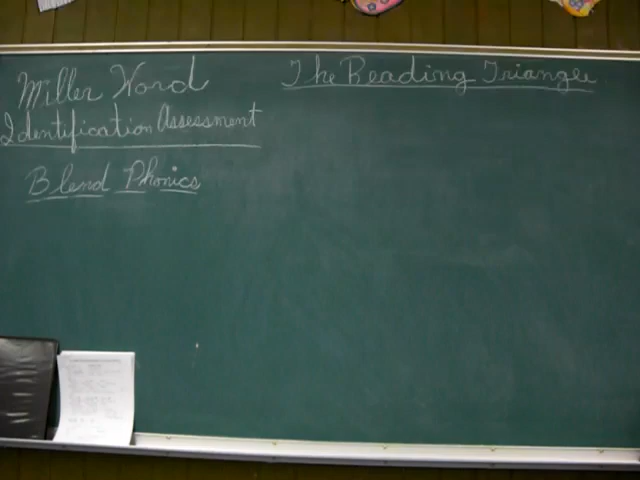 Miller Word
Identification Assessment
Blend Phonics
The Reading Triangle